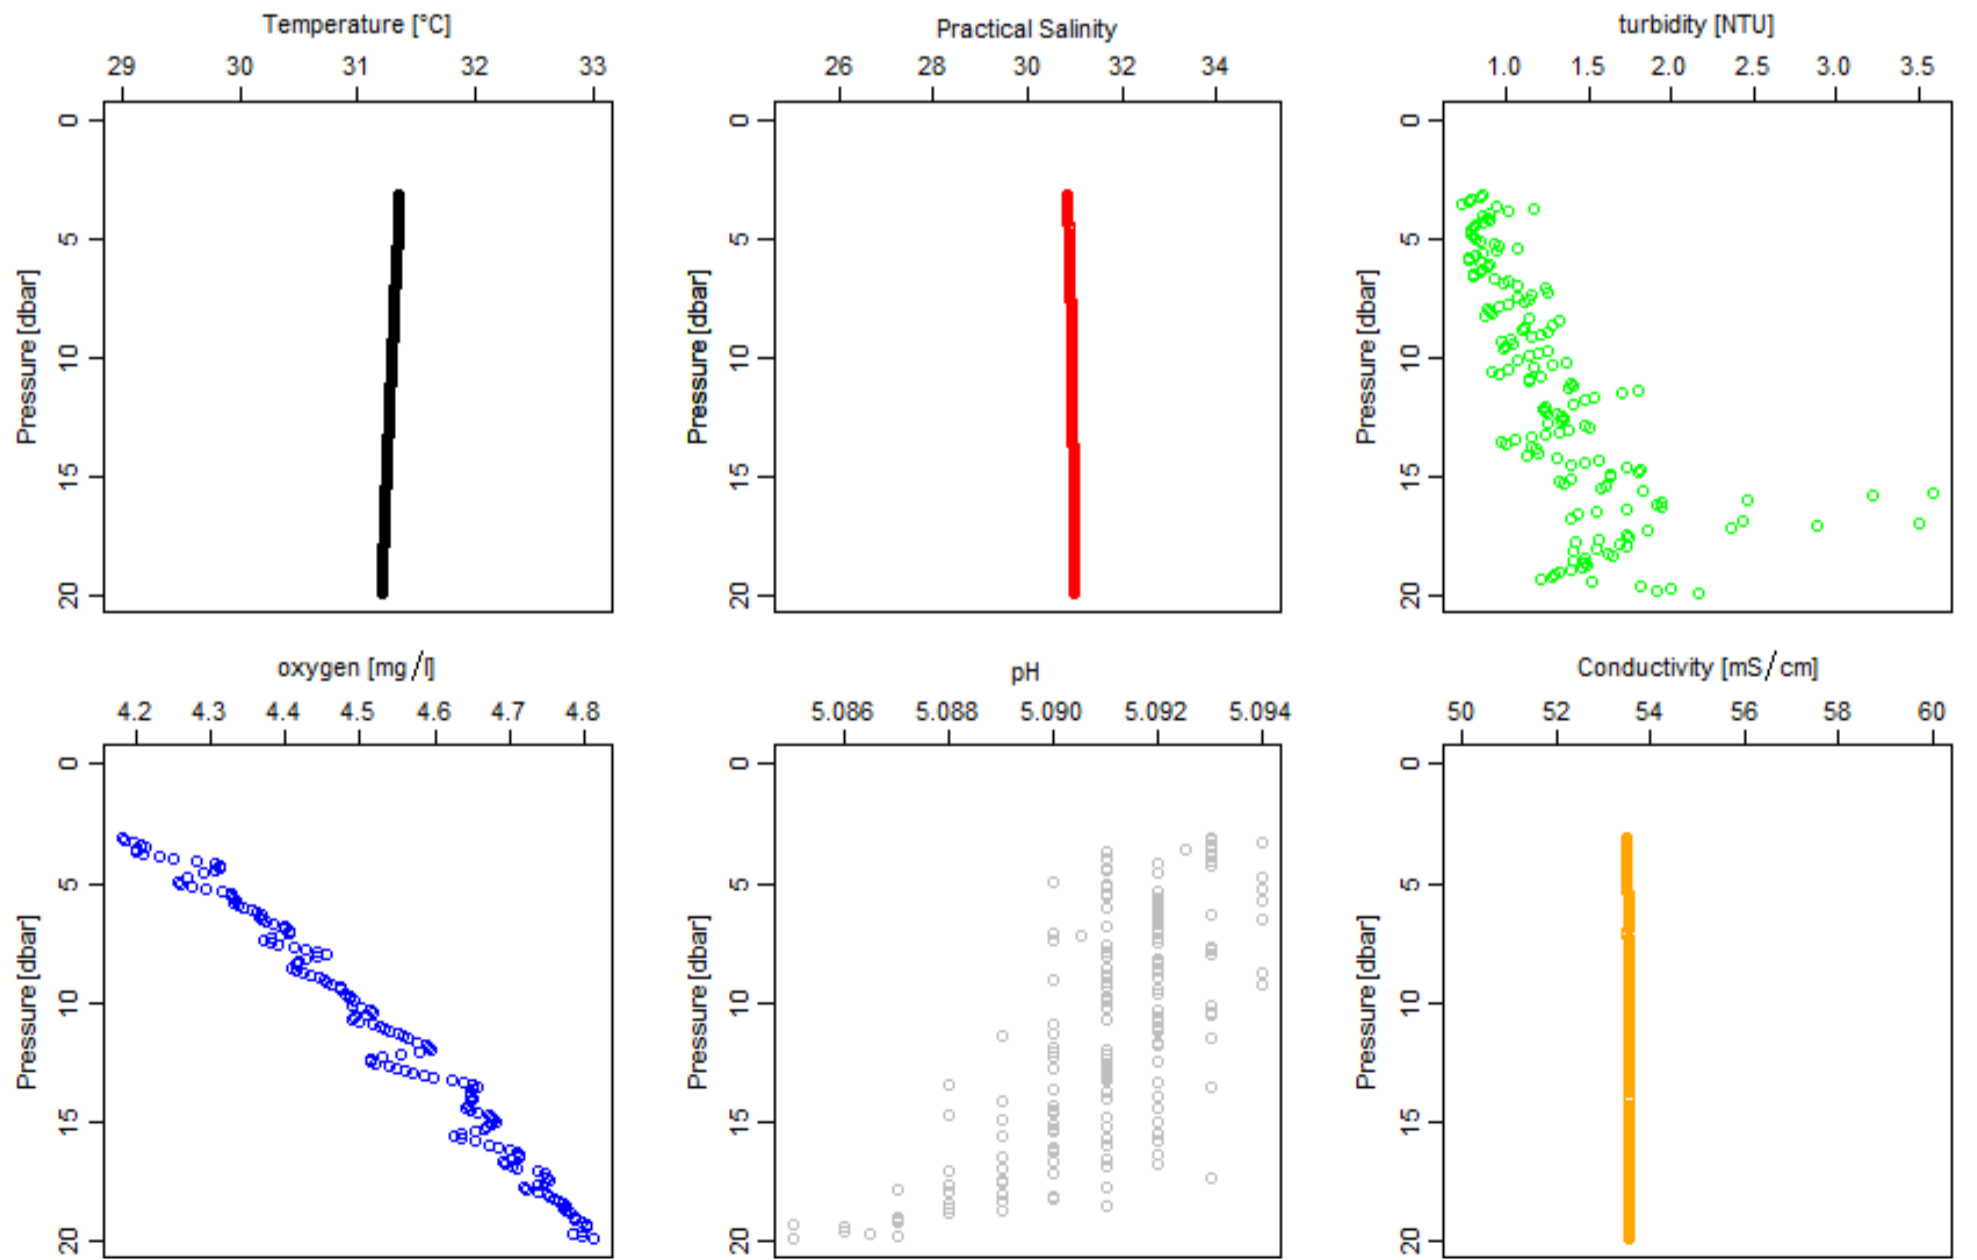 Temperature [°C]
29 30 31 32 33
0
5
10
15
20
Pressure [dbar]
Practical Salinity
26 28 30 32 34
0
5
10
15
20
Pressure [dbar]
turbidity [NTU]
1.0 1.5 2.0 2.5 3.0 3.5
0
5
10
15
20
Pressure [dbar]
oxygen [mg/l]
4.2 4.3 4.4 4.5 4.6 4.7 4.8
0
5
10
15
20
Pressure [dbar]
pH
5.086 5.088 5.090 5.092 5.094
0
5
10
15
20
Pressure [dbar]
Conductivity [mS/cm]
50 52 54 56 58 60
0
5
10
15
20
Pressure [dbar]